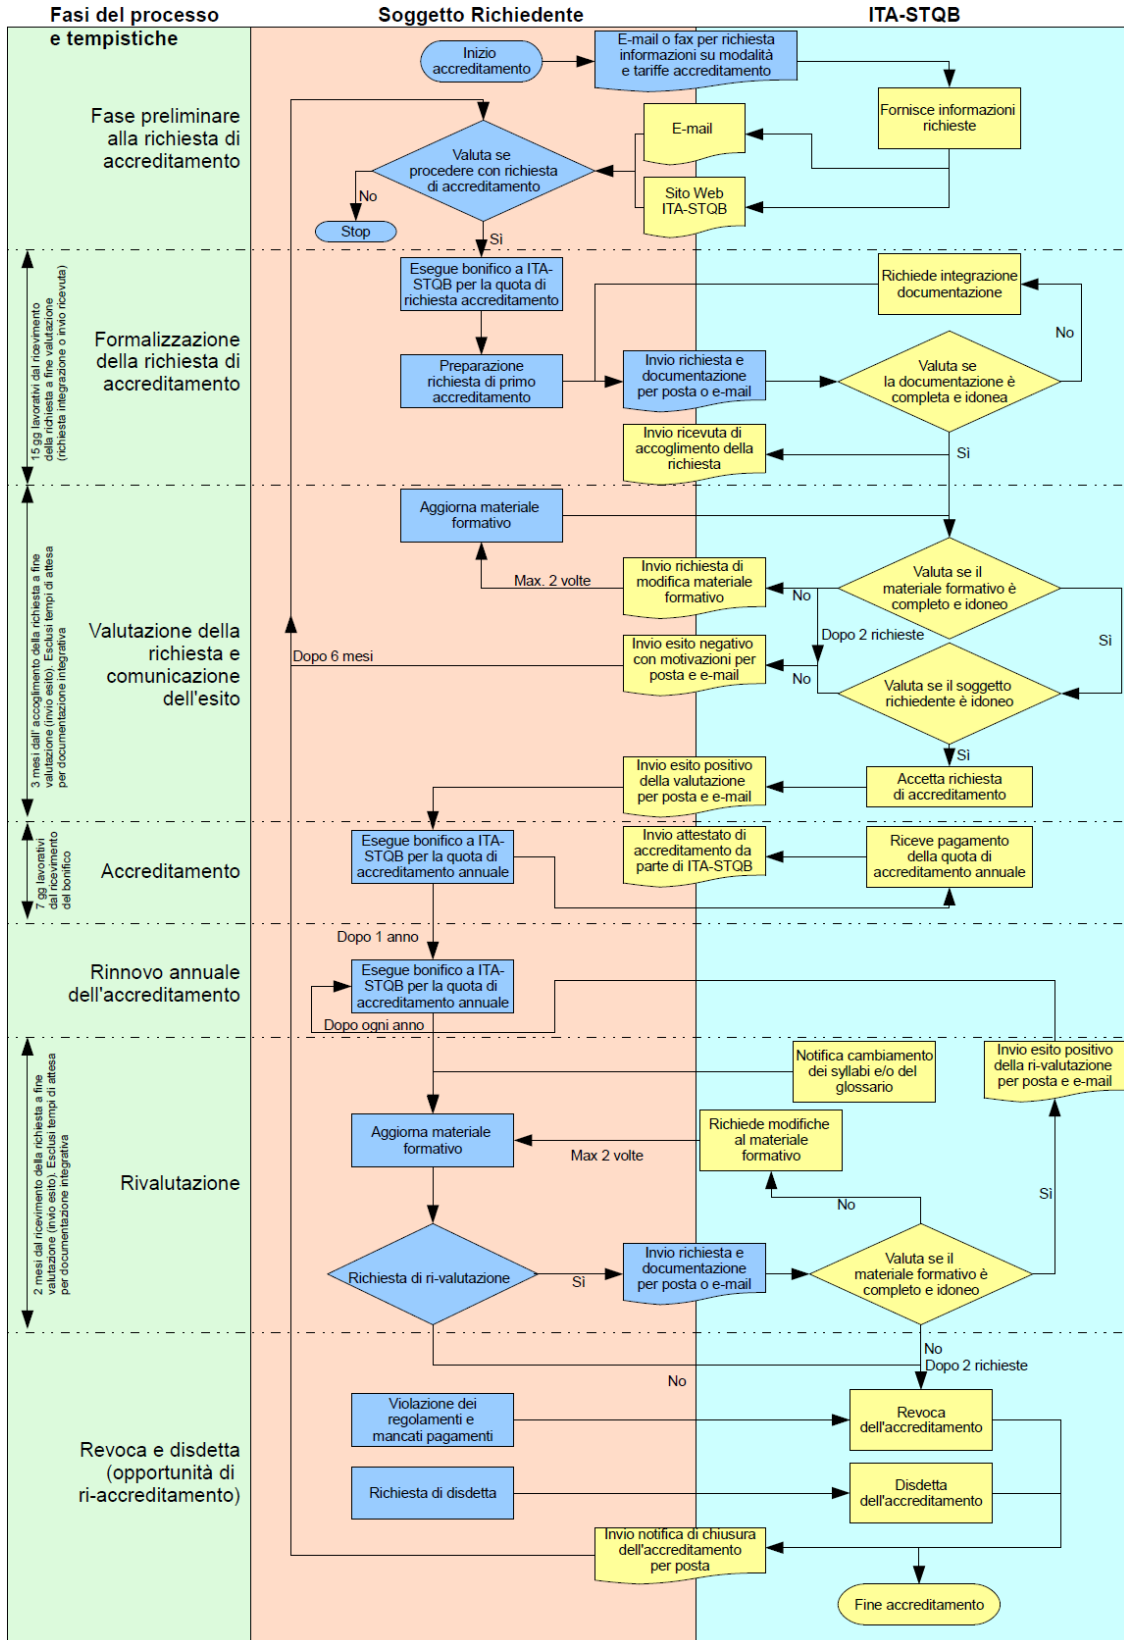 Fasi del processo
e tempistiche
Soggetto Richiedente
ITA-STQB
Fase preliminare
alla richiesta di
accreditamento
Inizio
accreditamento
E-mail o fax per richiesta
informazioni su modalità
e tariffe accreditamento
Fornisce informazioni
richieste
E-mail
Sito Web
ITA-STQB
Valuta se
procedere con richiesta
di accreditamento
No
Stop
Sì
15 gg lavorativi dal ricevimento
della richiesta a fine valutazione
(richiesta integrazione o invio ricevuta)
Formalizzazione
della richiesta di
accreditamento
Esegue bonifico a ITA-
STQB per la quota di
richiesta accreditamento
Richiede integrazione
documentazione
No
Preparazione
richiesta di primo
accreditamento
Invio richiesta e
documentazione
per posta o e-mail
Valuta se
la documentazione è
completa e idonea
Invio ricevuta di
accoglimento della
richiesta
Sì
3 mesi dall' accoglimento della richiesta a fine
valutazione (invio esito). Esclusi tempi di attesa
per documentazione integrativa
Valutazione della
richiesta e
comunicazione
dell'esito
Aggiorna materiale
formativo
Max. 2 volte
Invio richiesta di
modifica materiale
formativo
No
Valuta se il
materiale formativo è
completo e idoneo
Dopo 2 richieste
Sì
Dopo 6 mesi
Invio esito negativo
con motivazioni per
posta e e-mail
No
Valuta se il soggetto
richiedente è idoneo
Sì
Invio esito positivo
della valutazione
per posta e e-mail
Accetta richiesta
di accreditamento
7 gg lavorativi
dal ricevimento
del bonifico
Accreditamento
Esegue bonifico a ITA-
STQB per la quota di
accreditamento annuale
Invio attestato di
accreditamento da
parte di ITA-STQB
Riceve pagamento
della quota di
accreditamento annuale
Dopo 1 anno
Rinnovo annuale
dell'accreditamento
Esegue bonifico a ITA-
STQB per la quota di
accreditamento annuale
Dopo ogni anno
2 mesi dal ricevimento della richiesta a fine
valutazione (invio esito). Esclusi tempi di attesa
per documentazione integrativa
Rivalutazione
Notifica cambiamento
dei syllabi e/o del
glossario
Invio esito positivo
della ri-valutazione
per posta e e-mail
Aggiorna materiale
formativo
Max 2 volte
Richiede modifiche
al materiale
formativo
No
Sì
Richiesta di ri-valutazione
Sì
Invio richiesta e
documentazione
per posta o e-mail
Valuta se il
materiale formativo è
completo e idoneo
No
Dopo 2 richieste
No
Revoca e disdetta
(opportunità di
ri-accreditamento)
Violazione dei
regolamenti e
mancati pagamenti
Revoca
dell'accreditamento
Richiesta di disdetta
Disdetta
dell'accreditamento
Invio notifica di chiusura
dell'accreditamento
per posta
Fine accreditamento